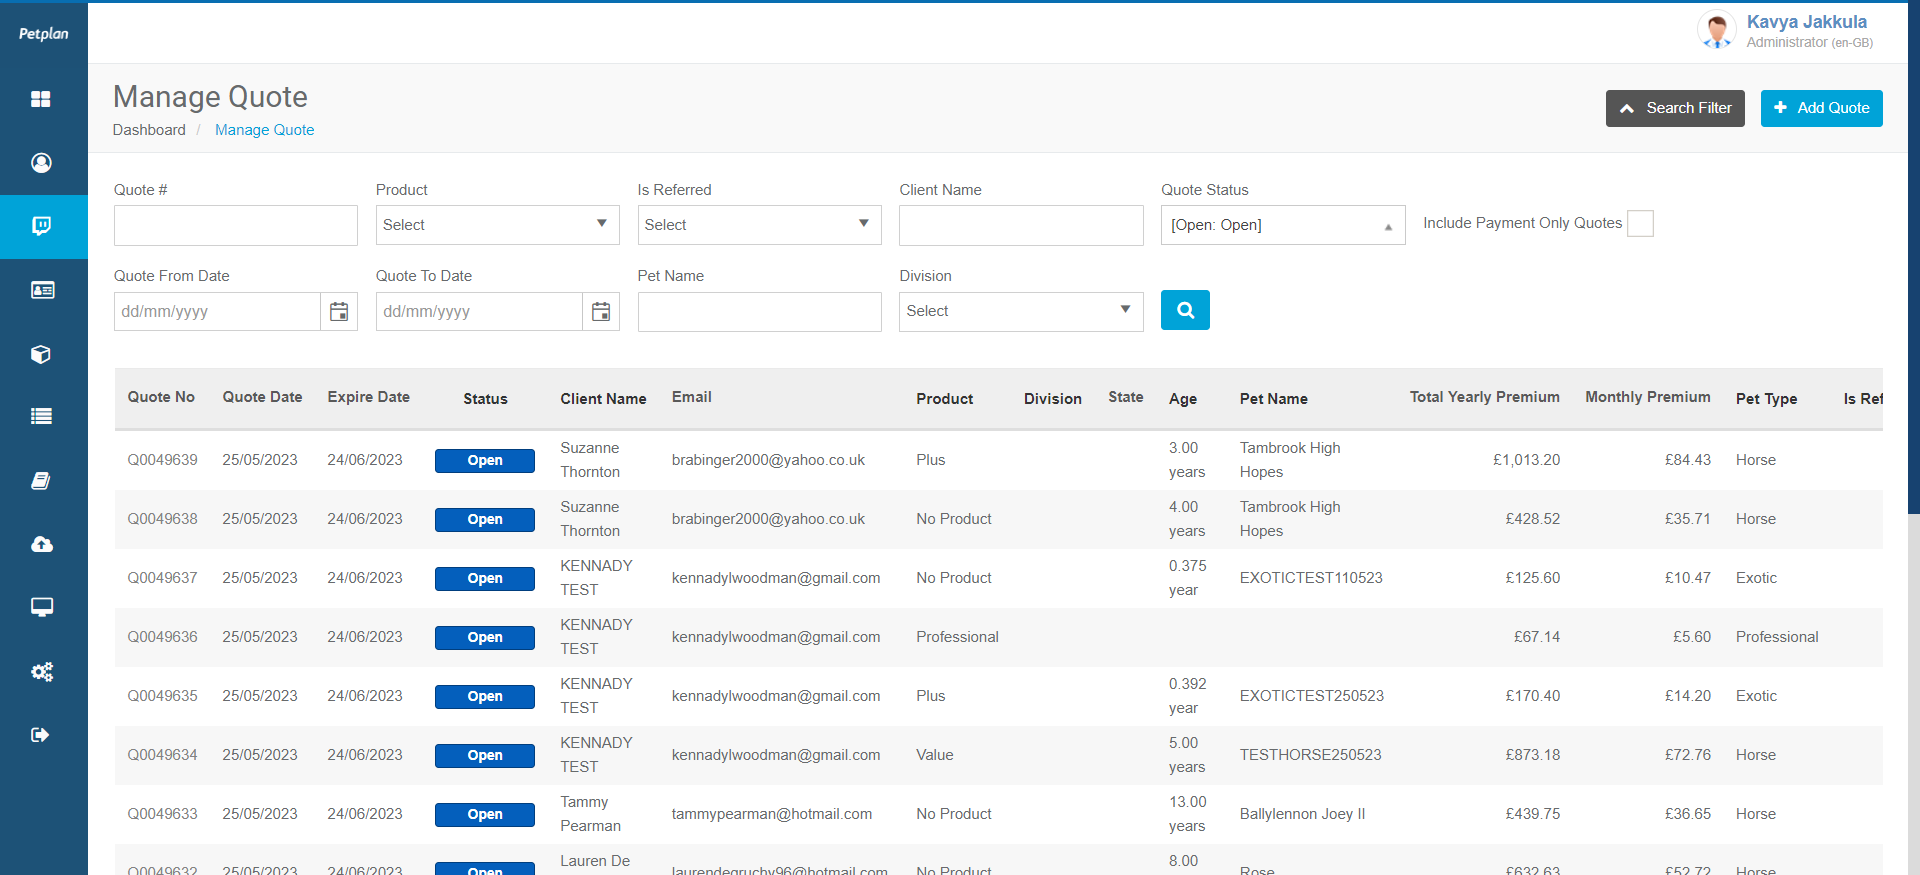 Petplan
Kavya Jakkula
Administrator (en-GB)
Manage Quote
Dashboard / Manage Quote
Search Filter
Add Quote
Quote # Product Is Referred Client Name Quote Status
Select Select [Open: Open] Include Payment Only Quotes
Quote From Date Quote To Date Pet Name Division
dd/mm/yyyy dd/mm/yyyy Select
Quote No Quote Date Expire Date Status Client Name Email Product Division State Age Pet Name Total Yearly Premium Monthly Premium Pet Type Is Ref
Q0049639 25/05/2023 24/06/2023 Open Suzanne Thornton brabinger2000@yahoo.co.uk Plus 3.00 years Tambrook High Hopes £1,013.20 £84.43 Horse
Q0049638 25/05/2023 24/06/2023 Open Suzanne Thornton brabinger2000@yahoo.co.uk No Product 4.00 years Tambrook High Hopes £428.52 £35.71 Horse
Q0049637 25/05/2023 24/06/2023 Open KENNADY TEST kennadylwoodman@gmail.com No Product 0.375 year EXOTICTEST110523 £125.60 £10.47 Exotic
Q0049636 25/05/2023 24/06/2023 Open KENNADY TEST kennadylwoodman@gmail.com Professional £67.14 £5.60 Professional
Q0049635 25/05/2023 24/06/2023 Open KENNADY TEST kennadylwoodman@gmail.com Plus 0.392 year EXOTICTEST250523 £170.40 £14.20 Exotic
Q0049634 25/05/2023 24/06/2023 Open KENNADY TEST kennadylwoodman@gmail.com Value 5.00 years TESTHORSE250523 £873.18 £72.76 Horse
Q0049633 25/05/2023 24/06/2023 Open Tammy Pearman tammypearman@hotmail.com No Product 13.00 years Ballylennon Joey II £439.75 £36.65 Horse
Q0049632 25/05/2023 24/06/2023 Open Lauren De laurendegruchy96@hotmail.com No Product 8.00 Rose £632.63 £52.72 Horse